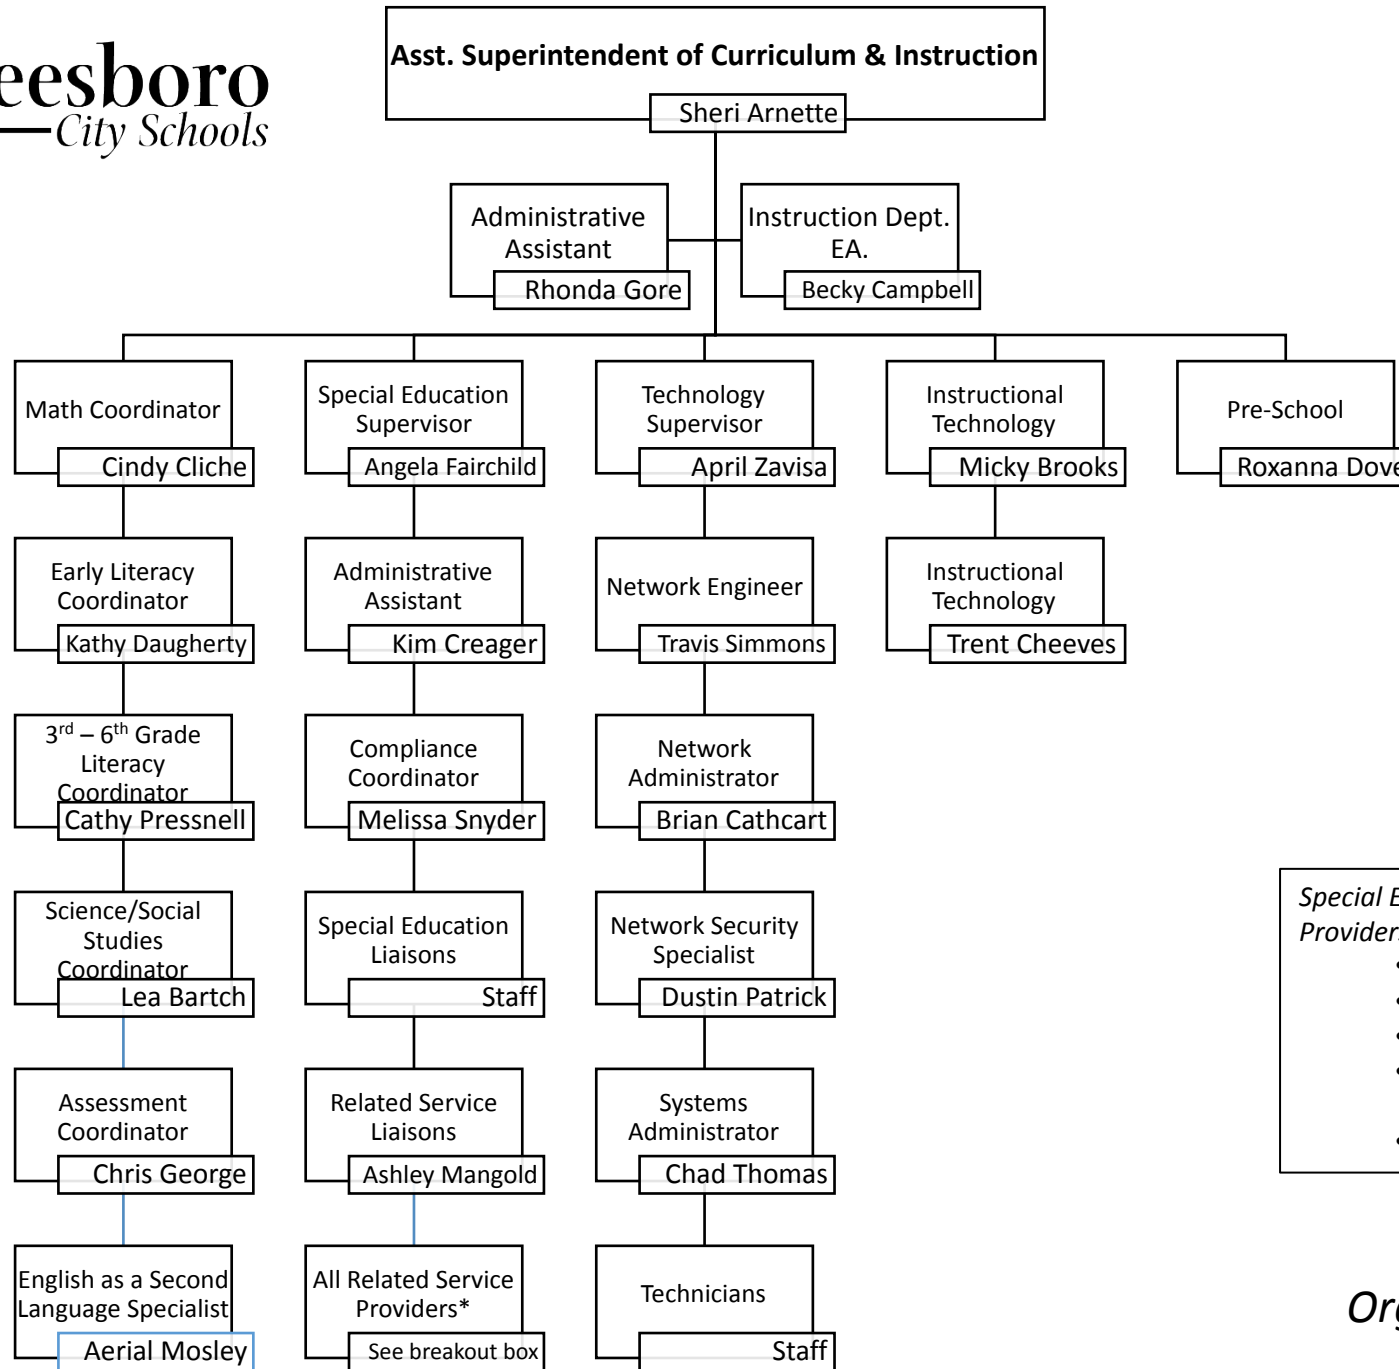 eesboro
City Schools
Asst. Superintendent of Curriculum & Instruction
Sheri Arnette
Administrative
Assistant
Rhonda Gore
Instruction Dept.
EA.
Becky Campbell
Math Coordinator
Cindy Cliche
Special Education
Supervisor
Angela Fairchild
Technology
Supervisor
April Zavisa
Instructional
Technology
Micky Brooks
Pre-School
Roxanna Dove
Early Literacy
Coordinator
Kathy Daugherty
Administrative
Assistant
Kim Creager
Network Engineer
Travis Simmons
Instructional
Technology
Trent Cheeves
3rd – 6th Grade
Literacy
Coordinator
Cathy Pressnell
Compliance
Coordinator
Melissa Snyder
Network
Administrator
Brian Cathcart
Science/Social
Studies
Coordinator
Lea Bartch
Special Education
Liaisons
Staff
Network Security
Specialist
Dustin Patrick
Special E
Provider
Assessment
Coordinator
Chris George
Related Service
Liaisons
Ashley Mangold
Systems
Administrator
Chad Thomas
English as a Second
Language Specialist
Aerial Mosley
All Related Service
Providers*
See breakout box
Technicians
Staff
Org